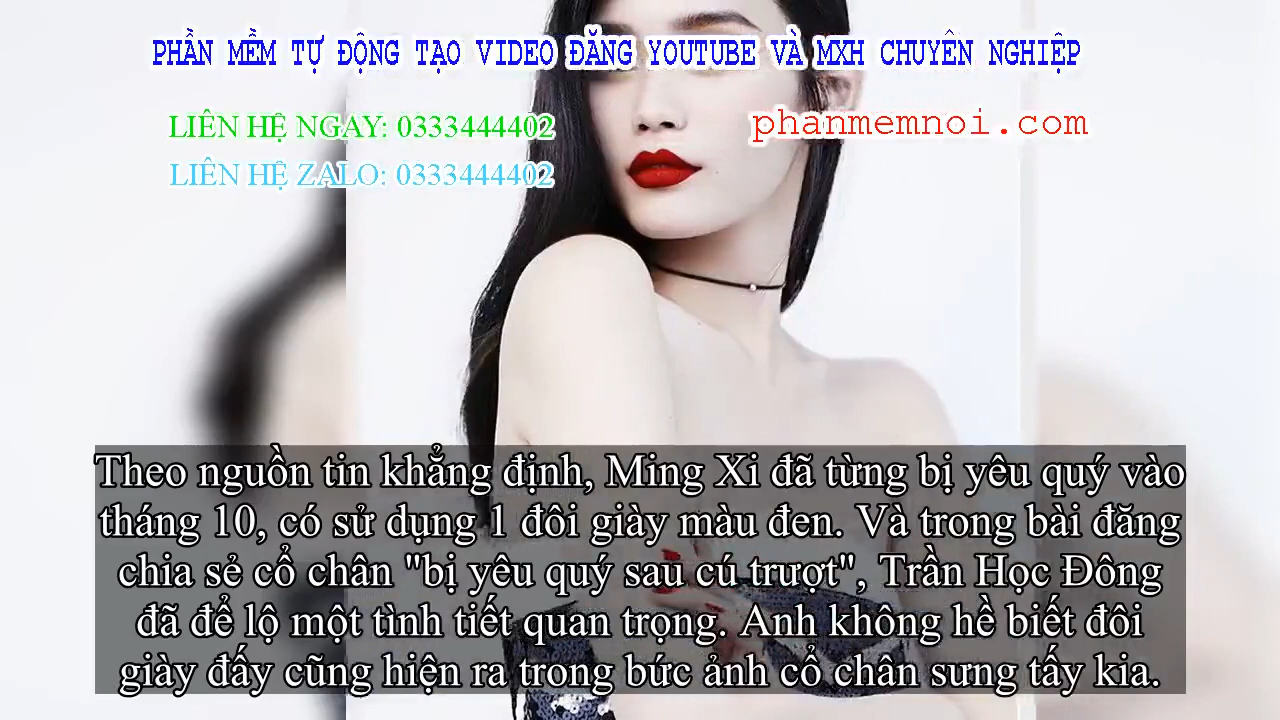 PHẦN MỀM TỰ ĐỘNG TẠO VIDEO ĐĂNG YOUTUBE VÀ MXH CHUYÊN NGHIỆP
LIÊN HỆ NGAY: 0333444402
phanmemnoi.com
LIÊN HỆ ZALO: 0333444402
Theo nguồn tin khẳng định, Ming Xi đã từng bị yêu quý vào
tháng 10, có sử dụng 1 đôi giày màu đen. Và trong bài đăng
chia sẻ cổ chân "bị yêu quý sau cú trượt", Trần Học Đông
đã để lộ một tình tiết quan trọng. Anh không hề biết đôi
giày đấy cũng hiện ra trong bức ảnh cổ chân sưng tấy kia.